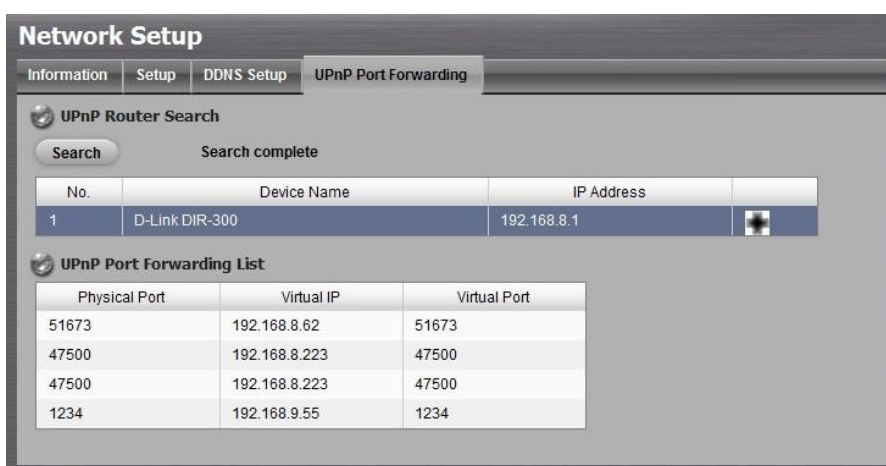 Network Setup
Information Setup DDNS Setup UPnP Port Forwarding
UPnP Router Search
Search Search complete
No. Device Name IP Address
1 D-Link DIR-300 192.168.8.1
UPnP Port Forwarding List
Physical Port Virtual IP Virtual Port
51673 192.168.8.62 51673
47500 192.168.8.223 47500
47500 192.168.8.223 47500
1234 192.168.9.55 1234